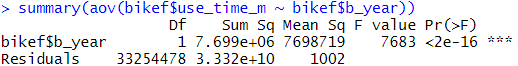 > summary(aov(bikef$use_time_m ~ bikef$b_year))
Df Sum Sq Mean Sq F value Pr(>F)
bikef$b_year 1 7.699e+06 7698719 7683 <2e-16 ***
Residuals 33254478 3.332e+10 1002